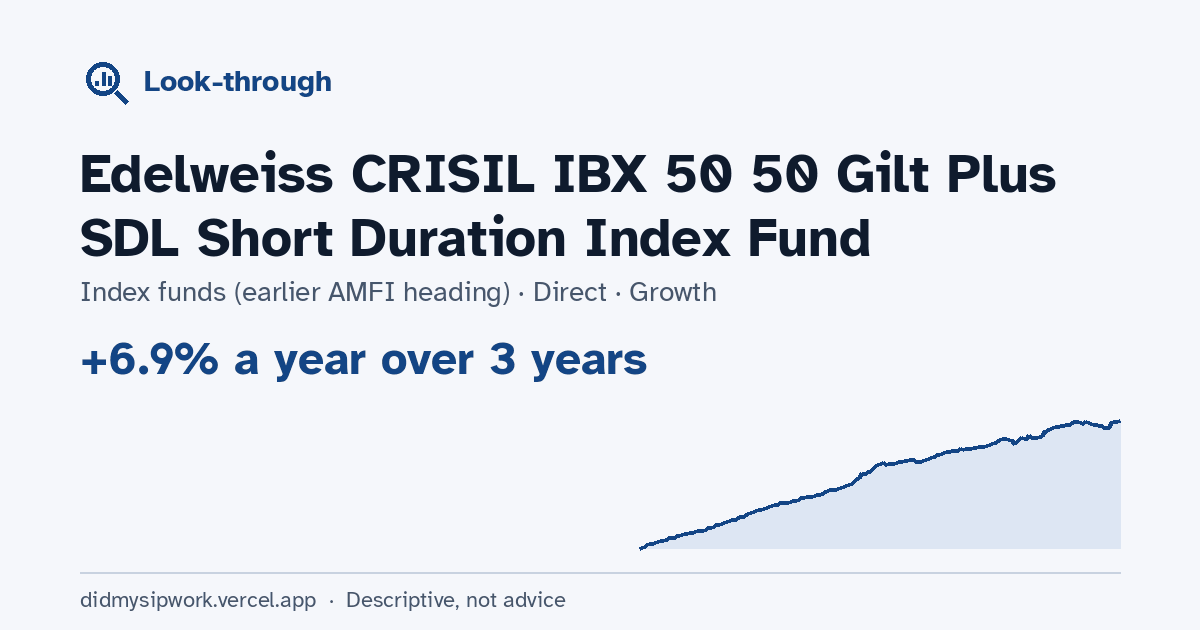 Look-through
Edelweiss CRISIL IBX 50 50 Gilt Plus
SDL Short Duration Index Fund
Index funds (earlier AMFI heading) · Direct · Growth
+6.9% a year over 3 years
didmysipwork.vercel.app · Descriptive, not advice